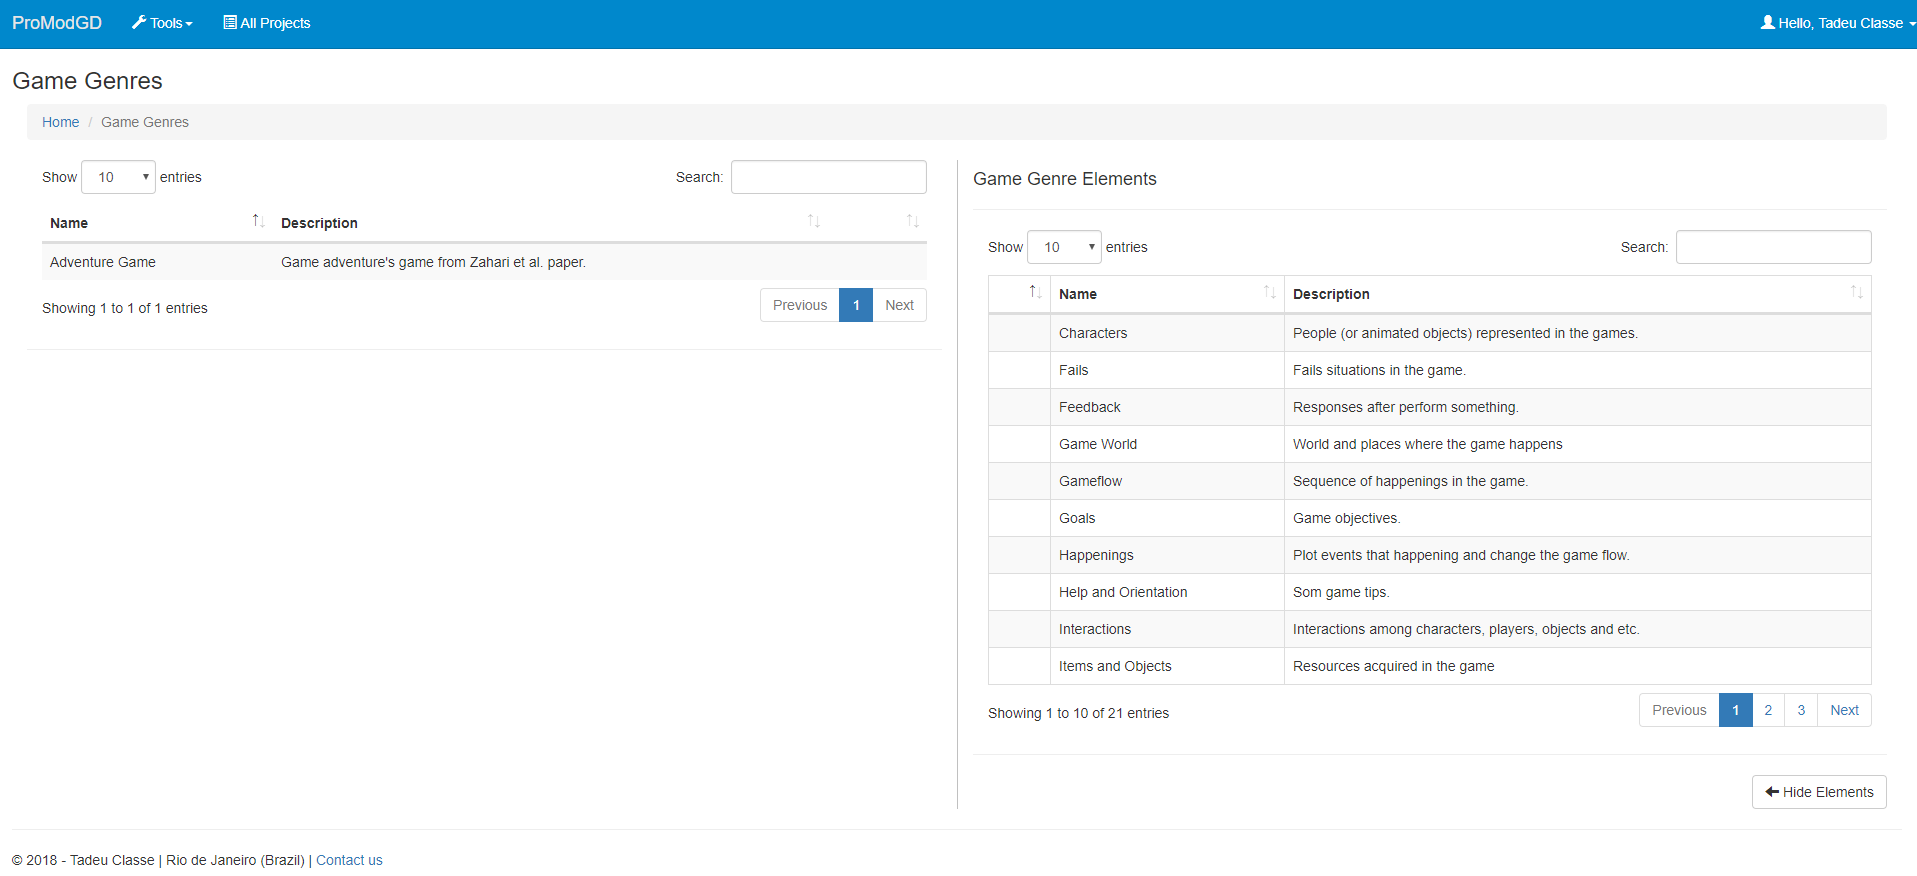 ProModGD Tools All Projects Hello, Tadeu Classe
Game Genres
Home / Game Genres
Show 10 entries Search:
Name Description
Adventure Game Game adventure's game from Zahari et al. paper.
Showing 1 to 1 of 1 entries Previous 1 Next
Game Genre Elements
Show 10 entries Search:
Name Description
Characters People (or animated objects) represented in the games.
Fails Fails situations in the game.
Feedback Responses after perform something.
Game World World and places where the game happens
Gameflow Sequence of happenings in the game.
Goals Game objectives.
Happenings Plot events that happening and change the game flow.
Help and Orientation Som game tips.
Interactions Interactions among characters, players, objects and etc.
Items and Objects Resources acquired in the game
Showing 1 to 10 of 21 entries Previous 1 2 3 Next
Hide Elements
© 2018 - Tadeu Classe | Rio de Janeiro (Brazil) | Contact us